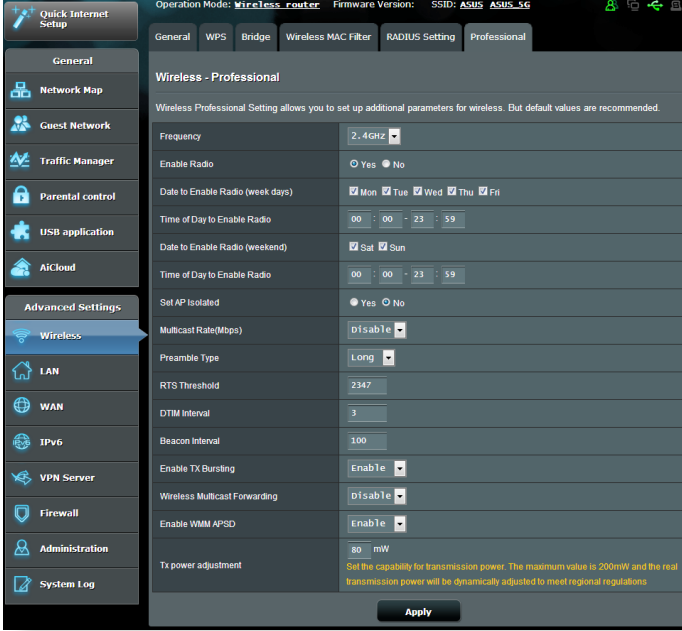 Quick Internet
Setup
General
Network Map
Guest Network
Traffic Manager
Parental control
USB application
AiCloud
Advanced Settings
Wireless
LAN
WAN
IPv6
VPN Server
Firewall
Administration
System Log
Operation Mode: Wireless router Firmware Version: SSID: ASUS ASUS_5G
General WPS Bridge Wireless MAC Filter RADIUS Setting Professional
Wireless - Professional
Wireless Professional Setting allows you to set up additional parameters for wireless. But default values are recommended.
Frequency 2.4GHz
Enable Radio Yes No
Date to Enable Radio (week days) Mon Tue Wed Thu Fri
Time of Day to Enable Radio 00 : 00 - 23 : 59
Date to Enable Radio (weekend) Sat Sun
Time of Day to Enable Radio 00 : 00 - 23 : 59
Set AP Isolated Yes No
Multicast Rate(Mbps) Disable
Preamble Type Long
RTS Threshold 2347
DTIM Interval 3
Beacon Interval 100
Enable TX Bursting Enable
Wireless Multicast Forwarding Disable
Enable WMM APSD Enable
Tx power adjustment 80 mW
Set the capability for transmission power. The maximum value is 200mW and the real
transmission power will be dynamically adjusted to meet regional regulations
Apply